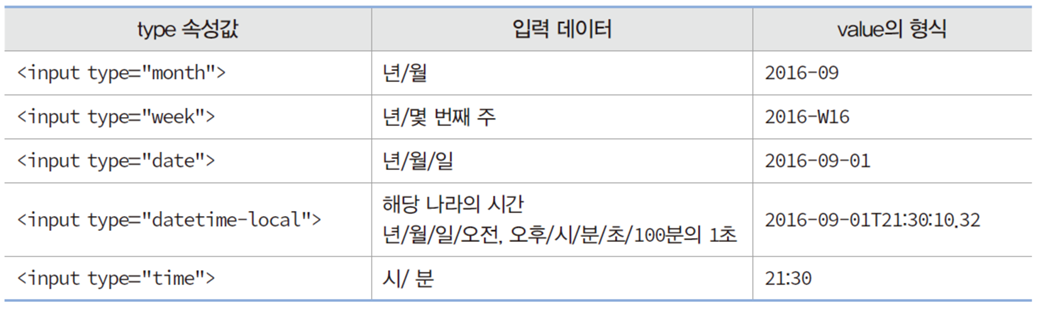 type 속성값 입력 데이터 value의 형식
<input type="month"> 년/월 2016-09
<input type="week"> 년/몇 번째 주 2016-W16
<input type="date"> 년/월/일 2016-09-01
<input type="datetime-local"> 해당 나라의 시간
년/월/일/오전, 오후/시/분/초/100분의 1초 2016-09-01T21:30:10.32
<input type="time"> 시/ 분 21:30